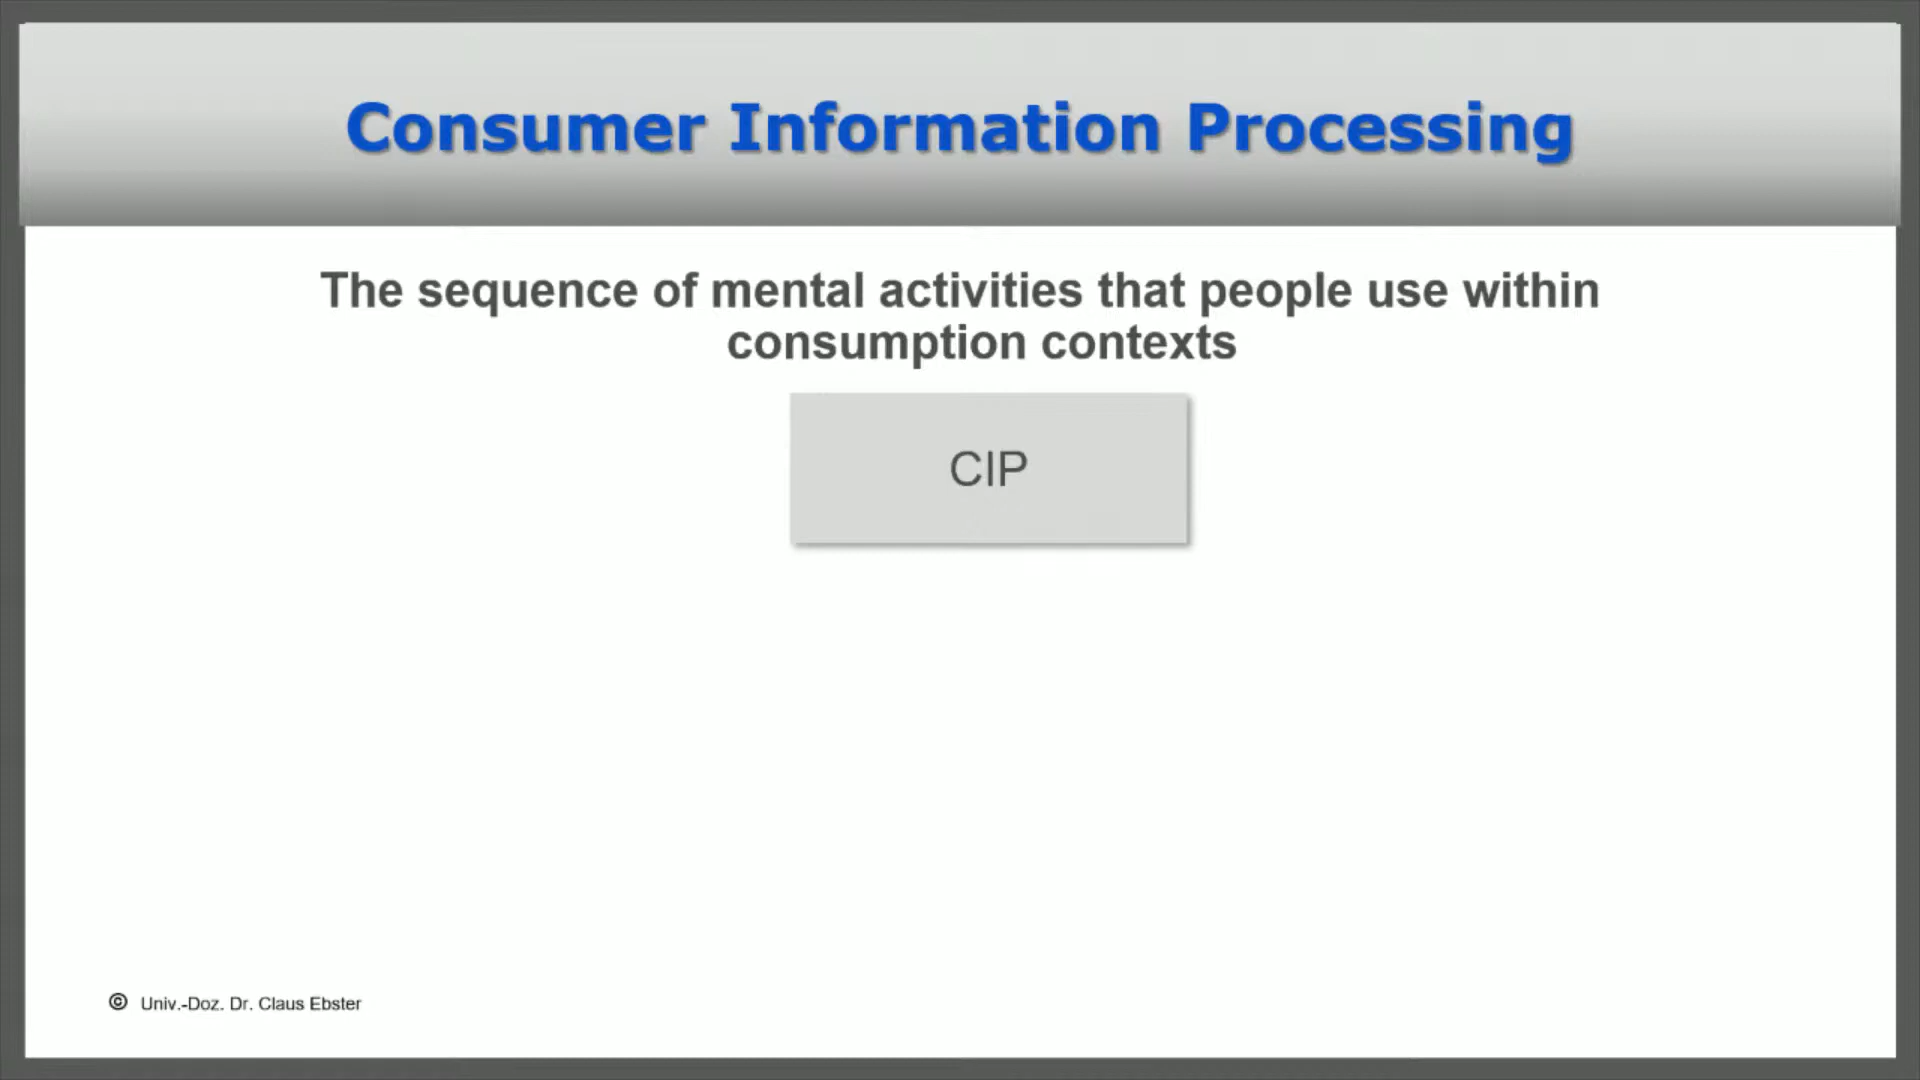 Consumer Information Processing
The sequence of mental activities that people use within
consumption contexts
CIP
© Univ.-Doz. Dr. Claus Ebster